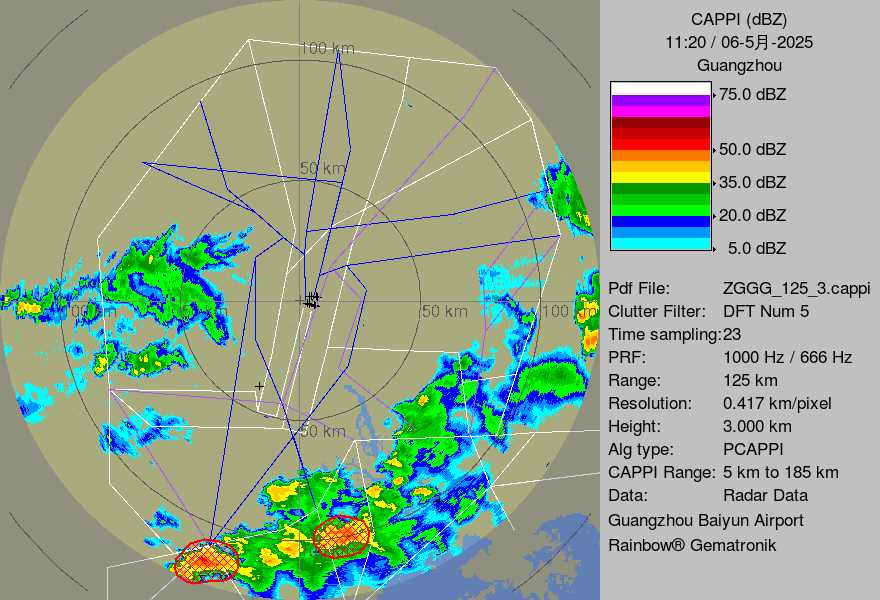 CAPPI (dBZ)
11:20 / 06-5月-2025
Guangzhou
75.0 dBZ
50.0 dBZ
35.0 dBZ
20.0 dBZ
5.0 dBZ
100 km
50 km
100 km
50 km
100 km
50 km
Pdf File: ZGGG_125_3.cappi
Clutter Filter: DFT Num 5
Time sampling:23
PRF: 1000 Hz / 666 Hz
Range: 125 km
Resolution: 0.417 km/pixel
Height: 3.000 km
Alg type: PCAPPI
CAPPI Range: 5 km to 185 km
Data: Radar Data
Guangzhou Baiyun Airport
Rainbow® Gematronik